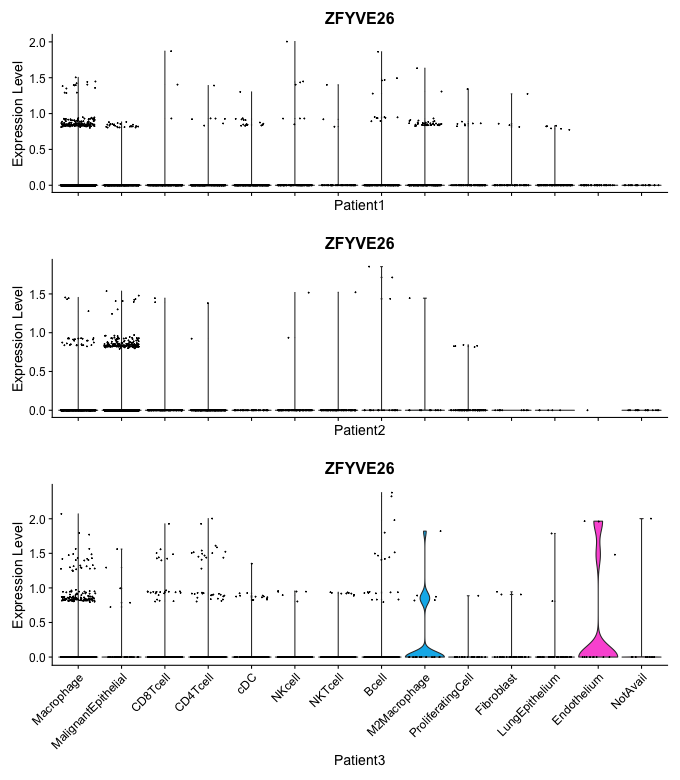 ZFYVE26
Expression Level
2.0
1.5
1.0
0.5
0.0
Patient1
ZFYVE26
Expression Level
1.5
1.0
0.5
0.0
Patient2
ZFYVE26
Expression Level
2.0
1.5
1.0
0.5
0.0
Macrophage
MalignantEpithelial
CD8Tcell
CD4Tcell
cDC
NKcell
NKTcell
Bcell
M2Macrophage
ProliferatingCell
Fibroblast
LungEpithelium
Endothelium
NotAvail
Patient3